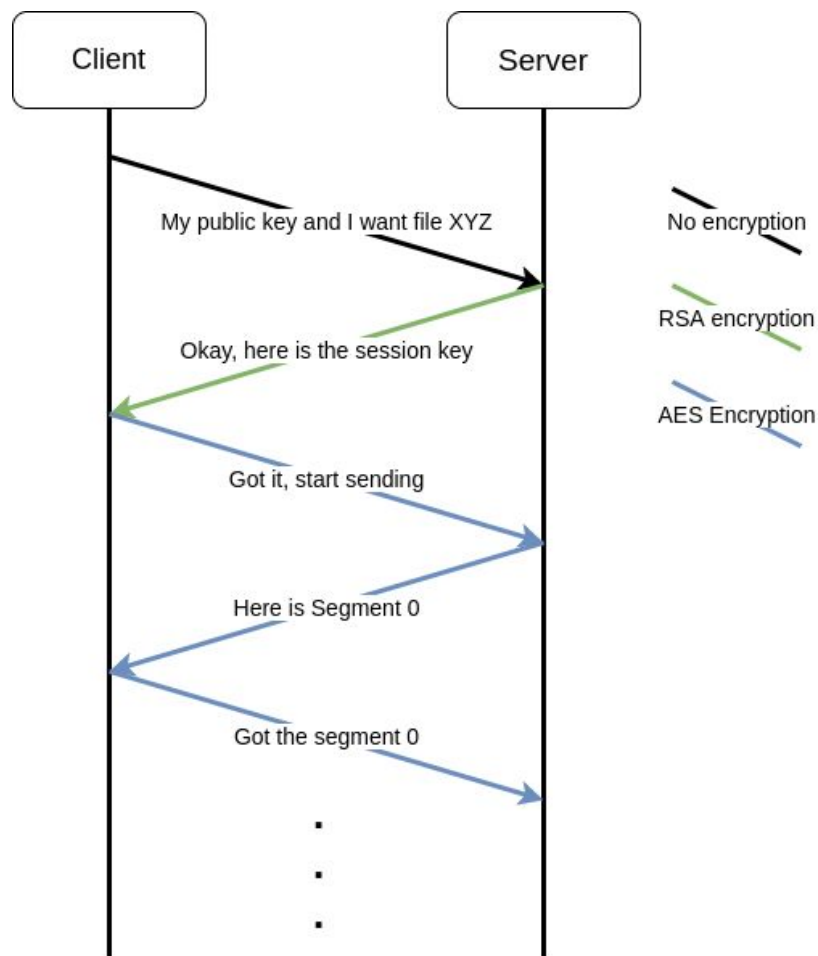 Client
Server
My public key and I want file XYZ
No encryption
RSA encryption
Okay, here is the session key
AES Encryption
Got it, start sending
Here is Segment 0
Got the segment 0